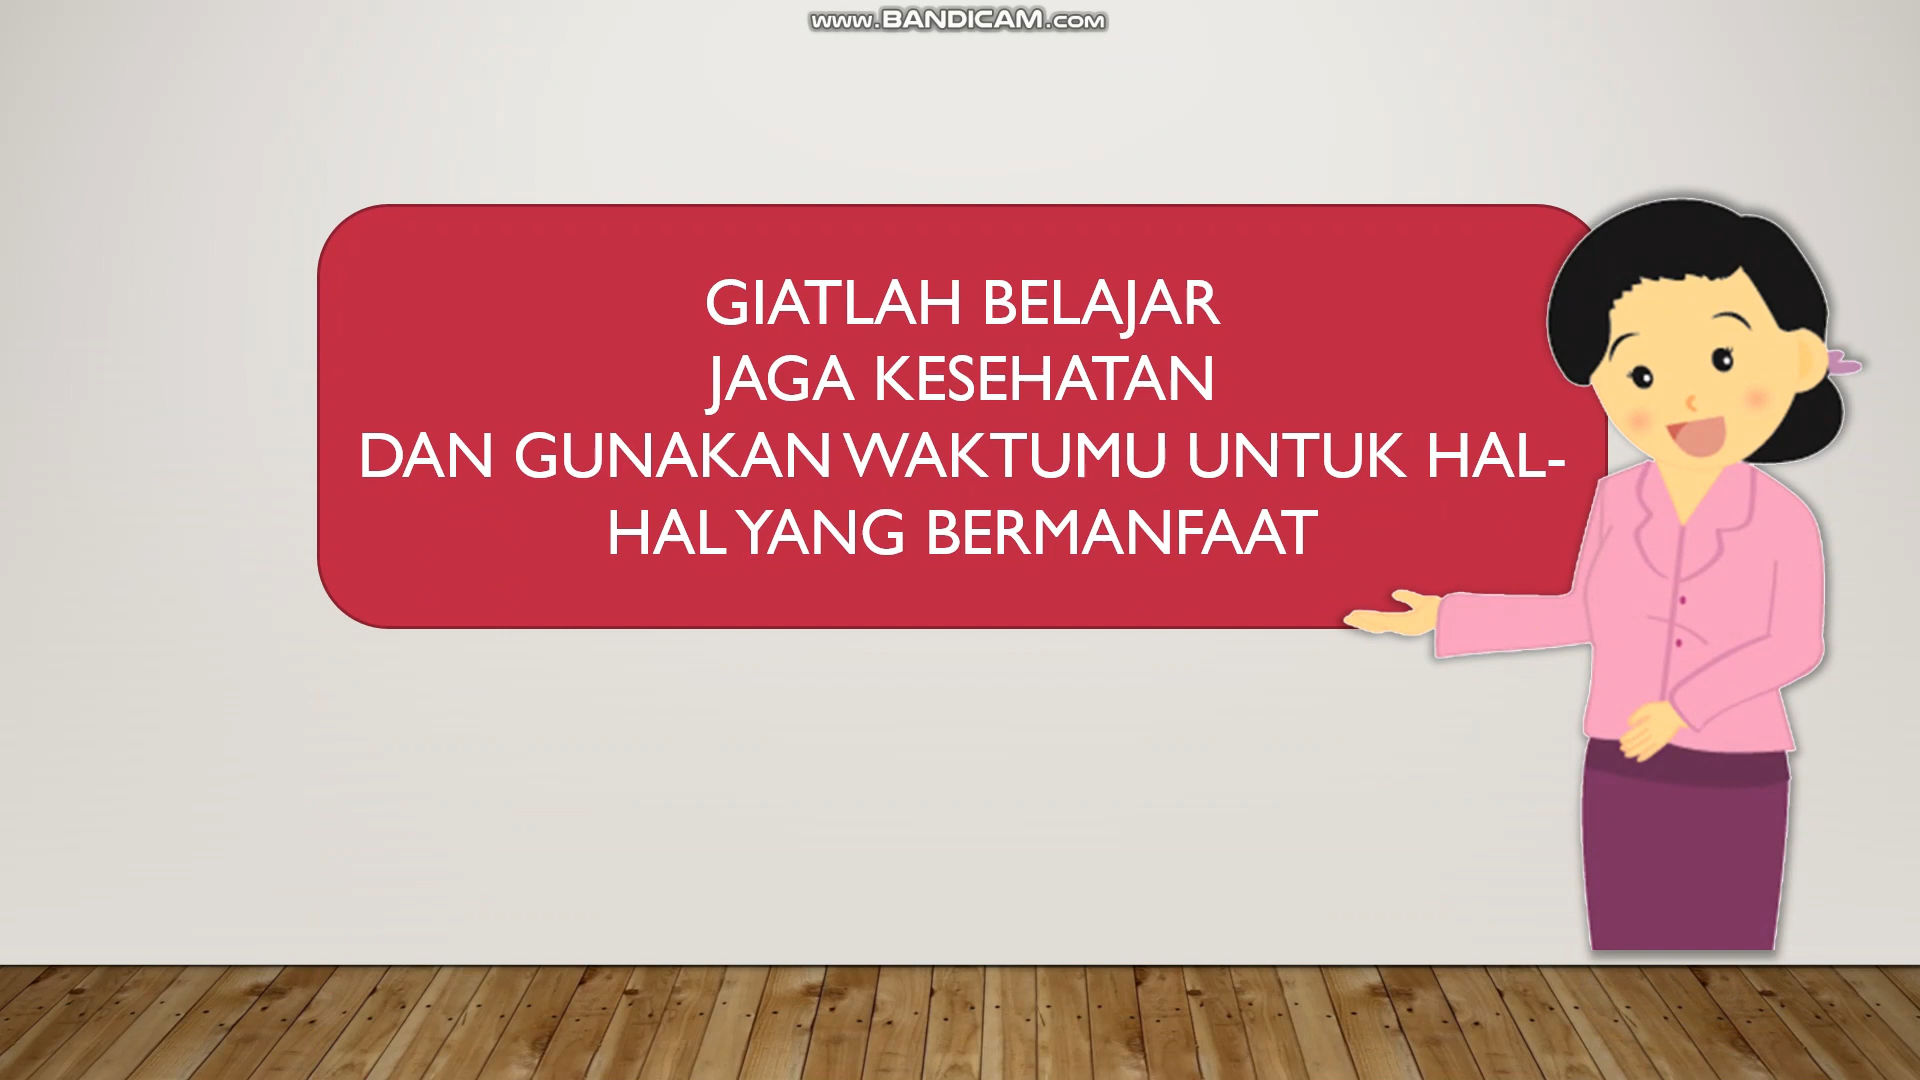 www.BANDICAM.com
GIATLAH BELAJAR
JAGA KESEHATAN
DAN GUNAKAN WAKTUMU UNTUK HAL-
HAL YANG BERMANFAAT